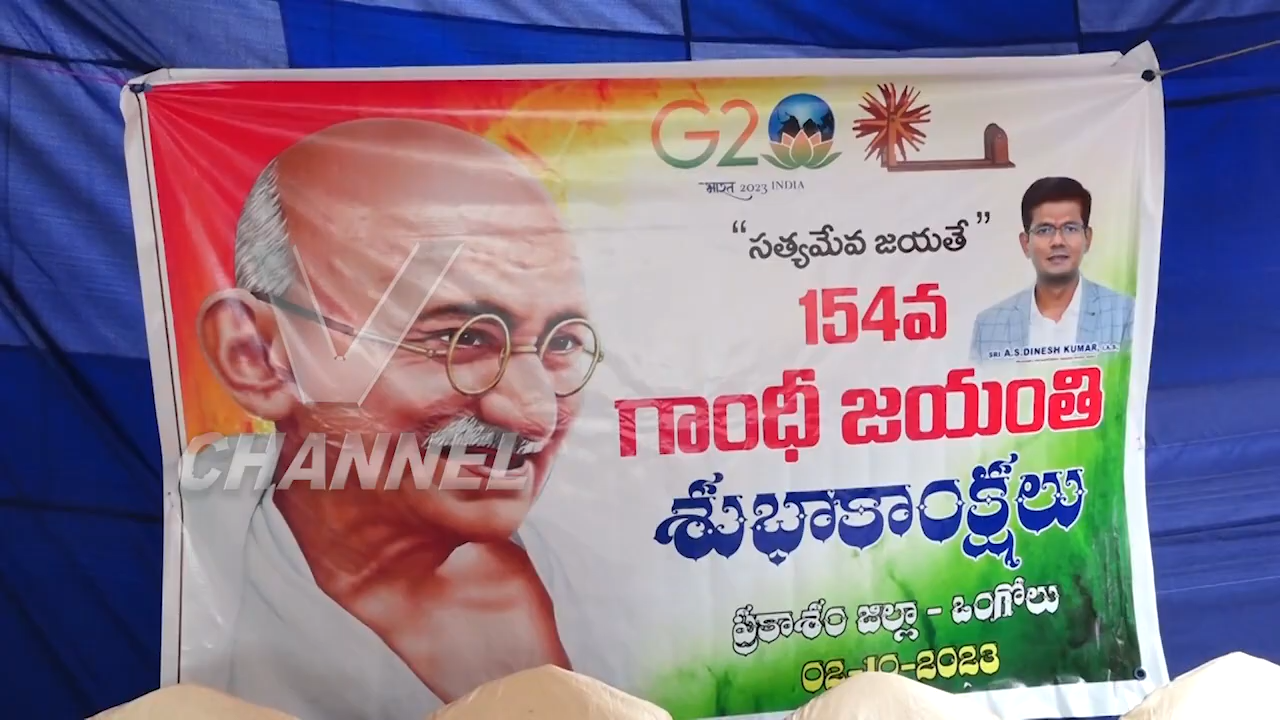 G20
भारत 2023 INDIA
“సత్యమేవ జయతే”
154వ
SRI A.S.DINESH KUMAR, I.A.S.,
గాంధీ జయంతి
శుభాకాంక్షలు
ప్రకాశం జిల్లా - ఒంగోలు
02-10-2023
V
CHANNEL